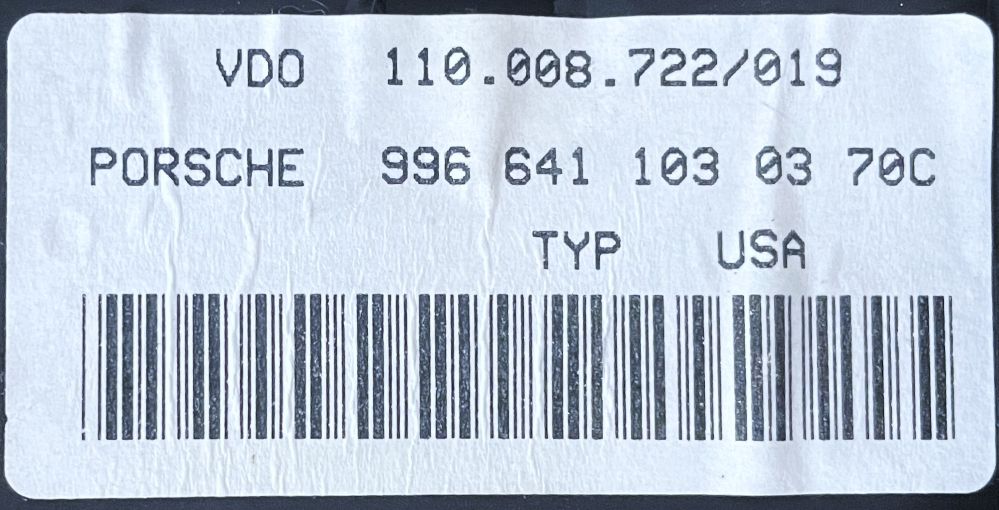 VDO 110.008.722/019
PORSCHE 996 641 103 03 70C
TYP USA